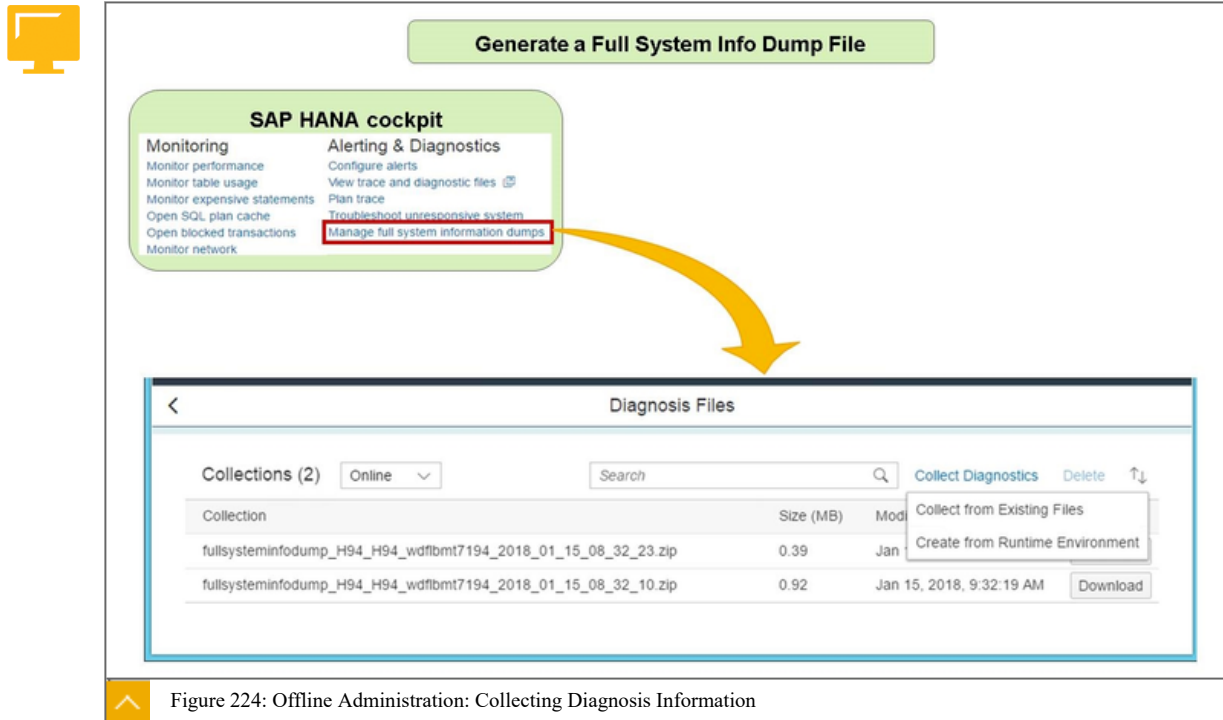 Generate a Full System Info Dump File
SAP HANA cockpit
Monitoring
Monitor performance
Monitor table usage
Monitor expensive statements
Open SQL plan cache
Open blocked transactions
Monitor network
Alerting & Diagnostics
Configure alerts
View trace and diagnostic files
Plan trace
Troubleshoot unresponsive system
Manage full system information dumps
Diagnosis Files
Collections (2) Online Search Collect Diagnostics Delete
Collect from Existing Files
Create from Runtime Environment
Collection Size (MB) Modi
fullsysteminfodump_H94_H94_wdflbmt7194_2018_01_15_08_32_23.zip 0.39 Jan
fullsysteminfodump_H94_H94_wdflbmt7194_2018_01_15_08_32_10.zip 0.92 Jan 15, 2018, 9:32:19 AM Download
Figure 224: Offline Administration: Collecting Diagnosis Information